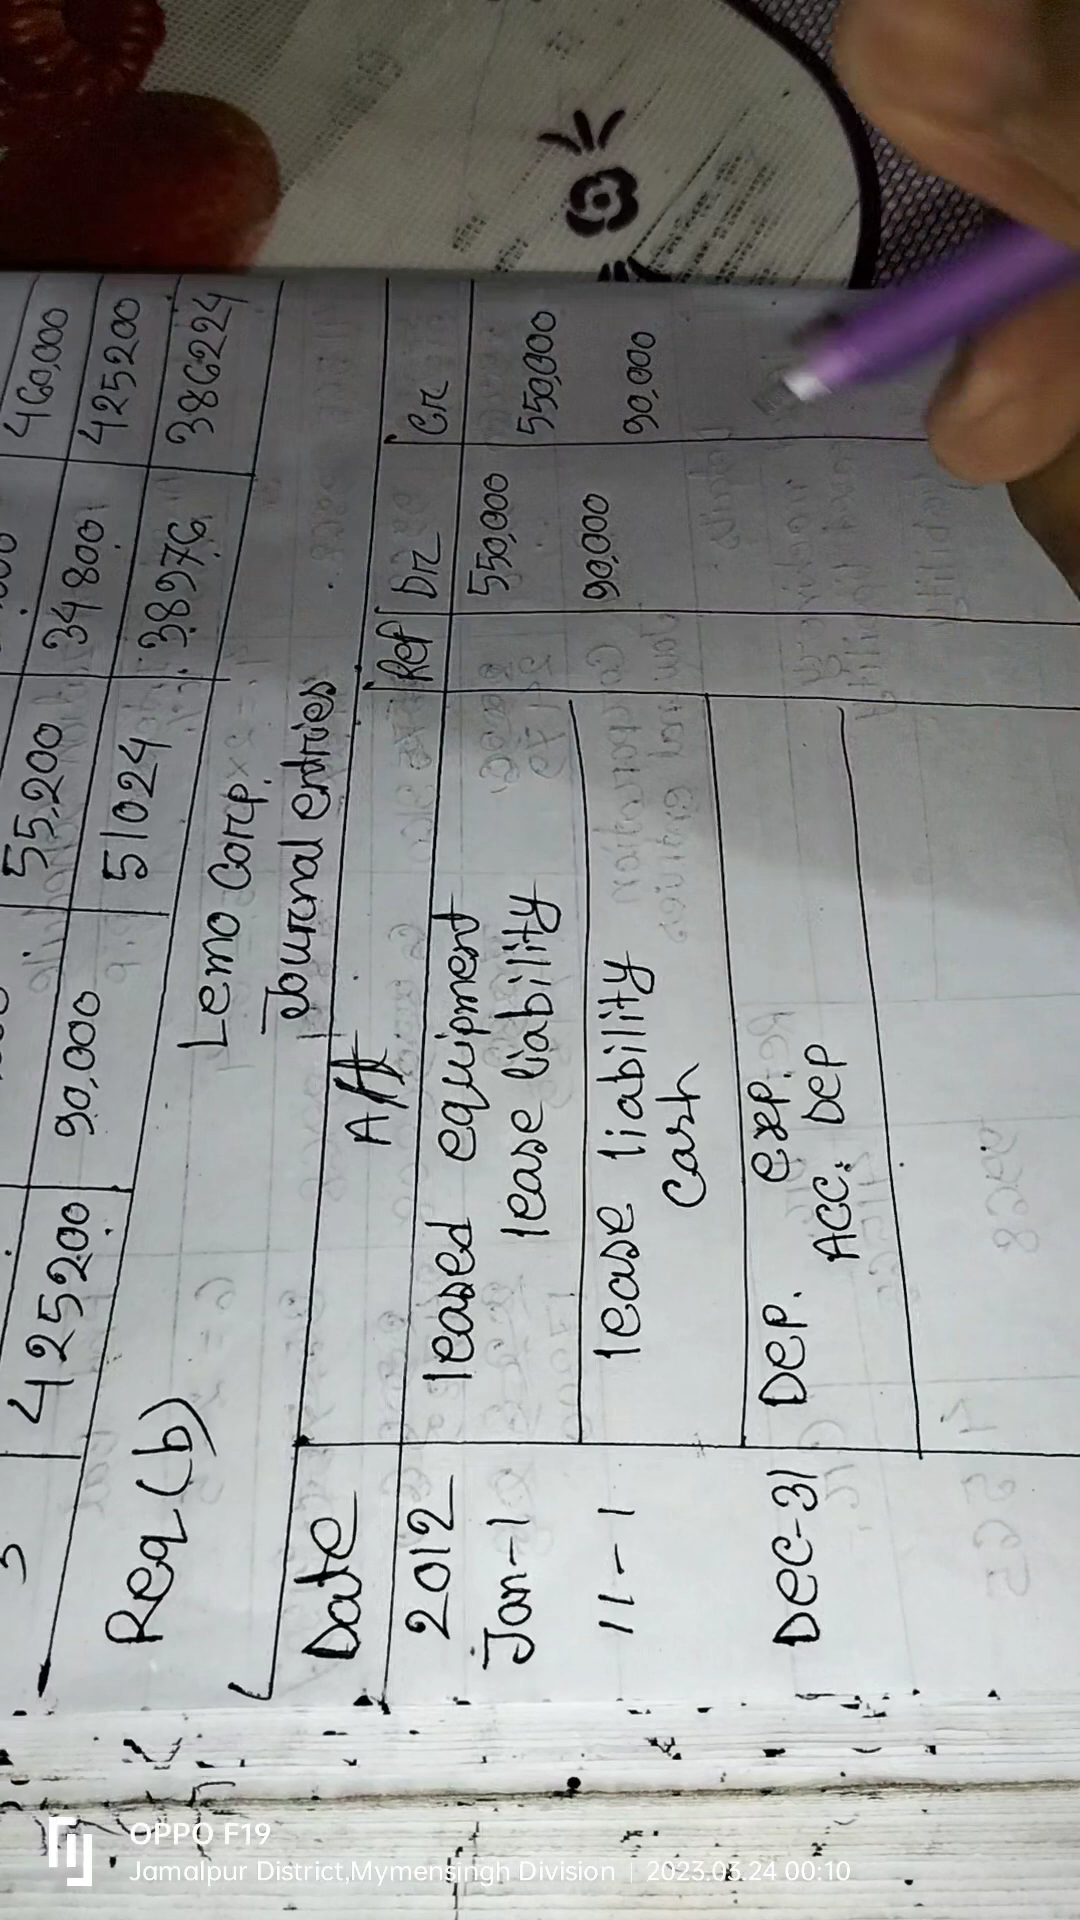 460,000
55,200 34800 425200
3 425200 90,000 51024 38976 386224
Req (b)
Lemo Corp.
Journal entries
Date A/t Ref Dr Cr
2012
Jan-1 leased equipment 550,000
lease liability 550,000
11-1 lease liability 90,000
Cash 90,000
Dec-31 Dep. exp.
Acc. Dep
OPPO F19
Jamalpur District,Mymensingh Division | 2023.03.24 00:10